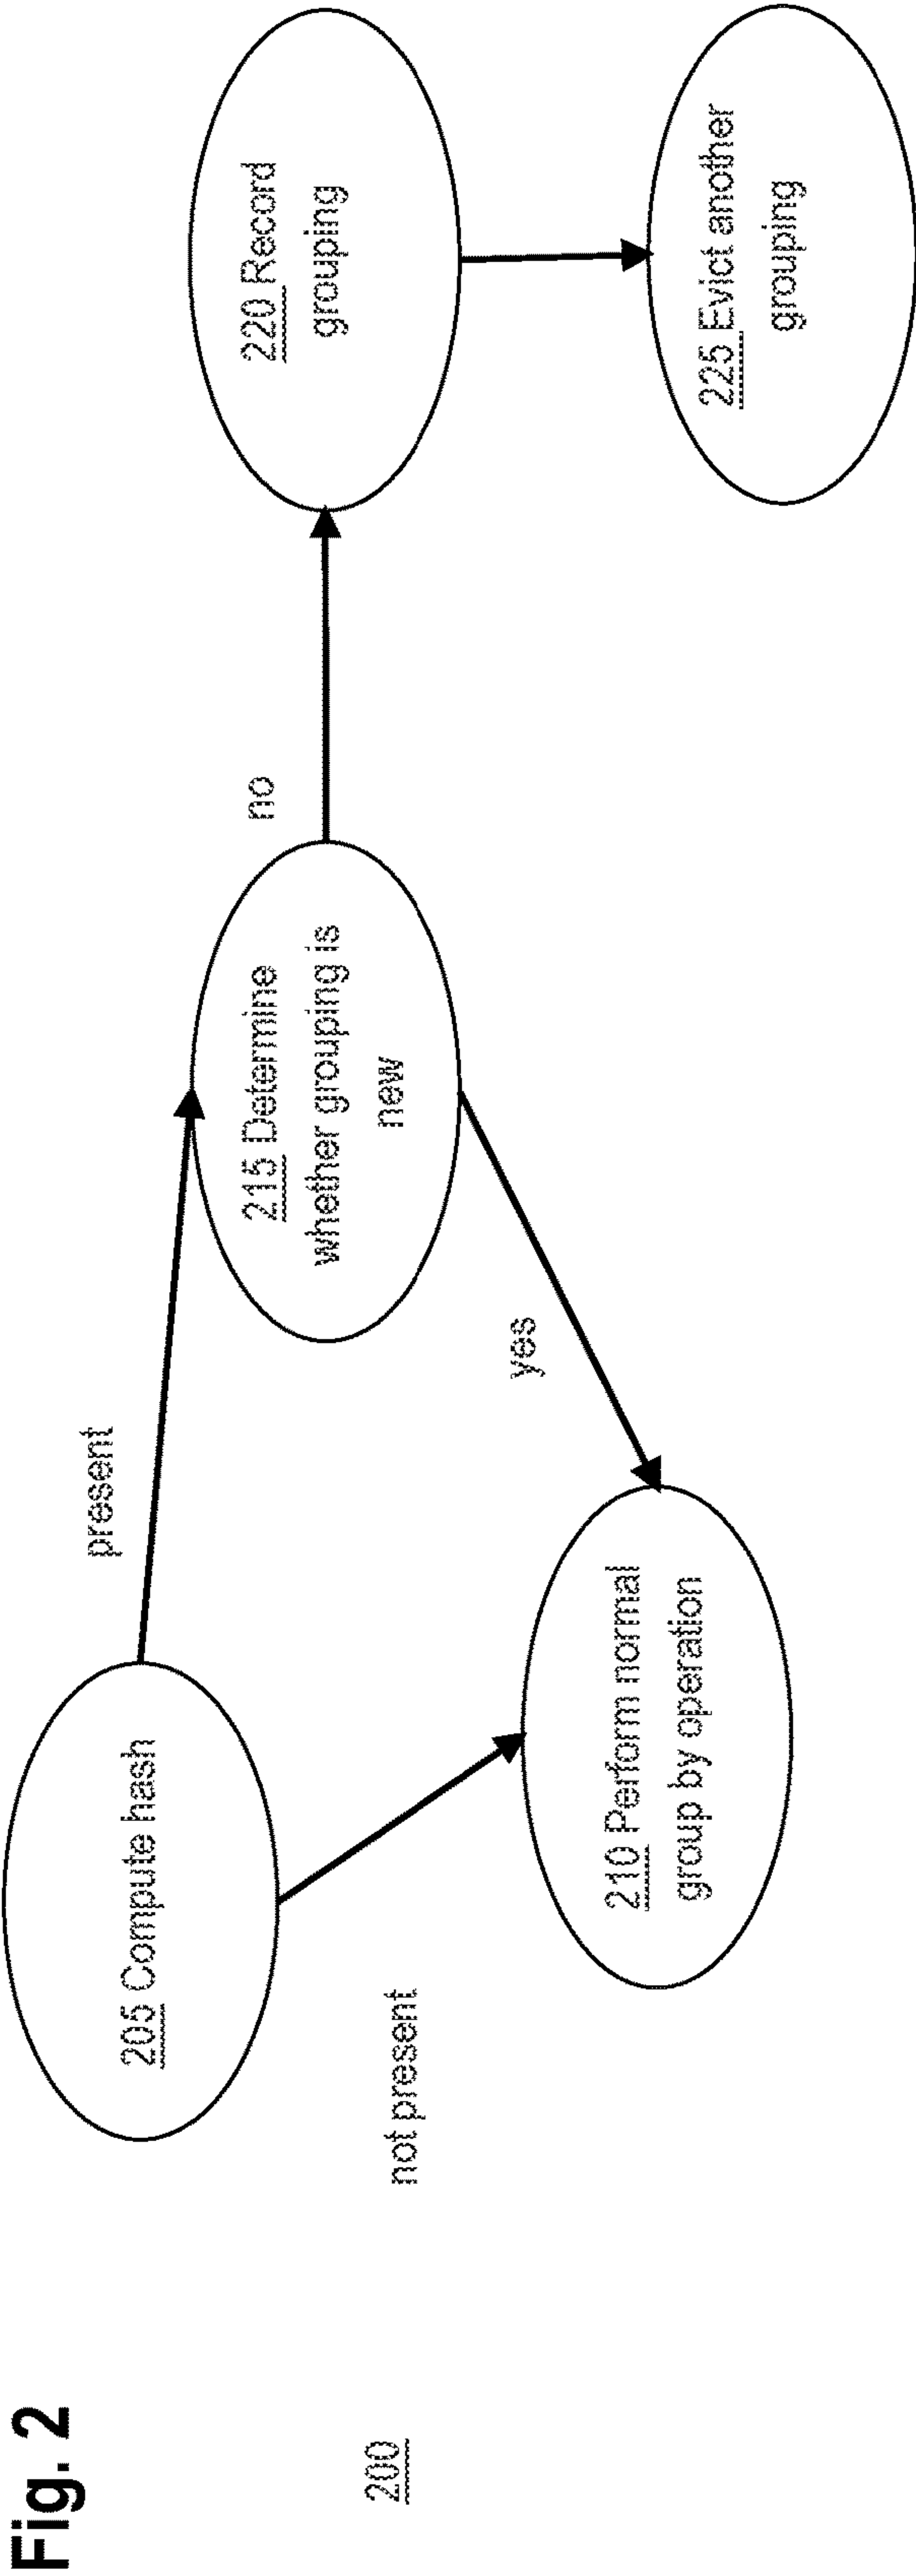 Fig. 2
200
205 Compute hash
present
not present
210 Perform normal
group by operation
215 Determine
whether grouping is
new
yes
no
220 Record
grouping
225 Evict another
grouping